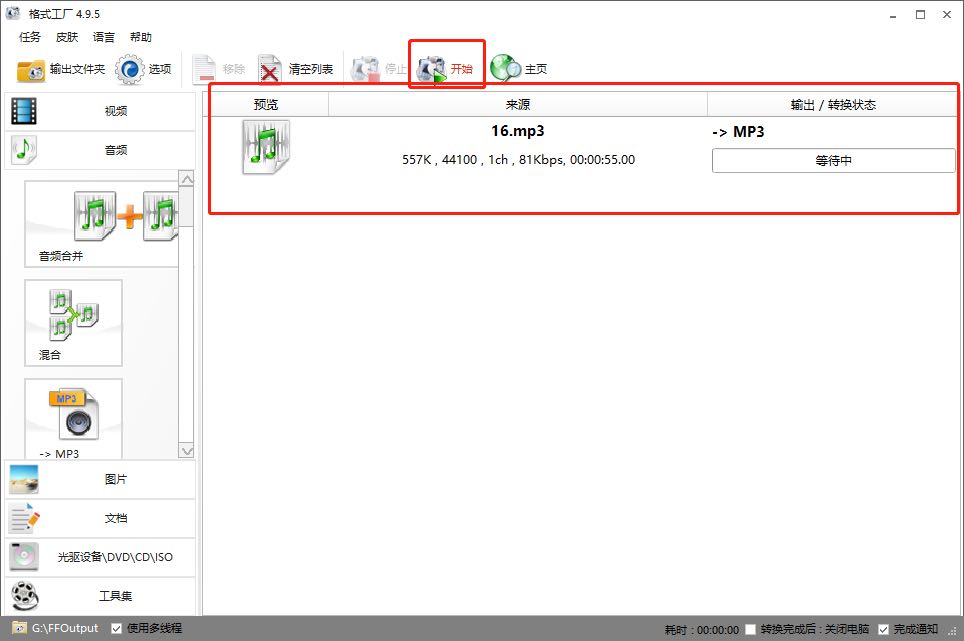 格式工厂 4.9.5
任务 皮肤 语言 帮助
输出文件夹 选项 移除 清空列表 停止 开始 主页
视频
音频
音频合并
混合
MP3
-> MP3
图片
文档
光驱设备\DVD\CD\ISO
工具集
预览 来源 输出 / 转换状态
16.mp3 -> MP3
557K , 44100 , 1ch , 81Kbps, 00:00:55.00 等待中
G:\FFOutput 使用多线程 耗时 : 00:00:00 转换完成后 : 关闭电脑 完成通知